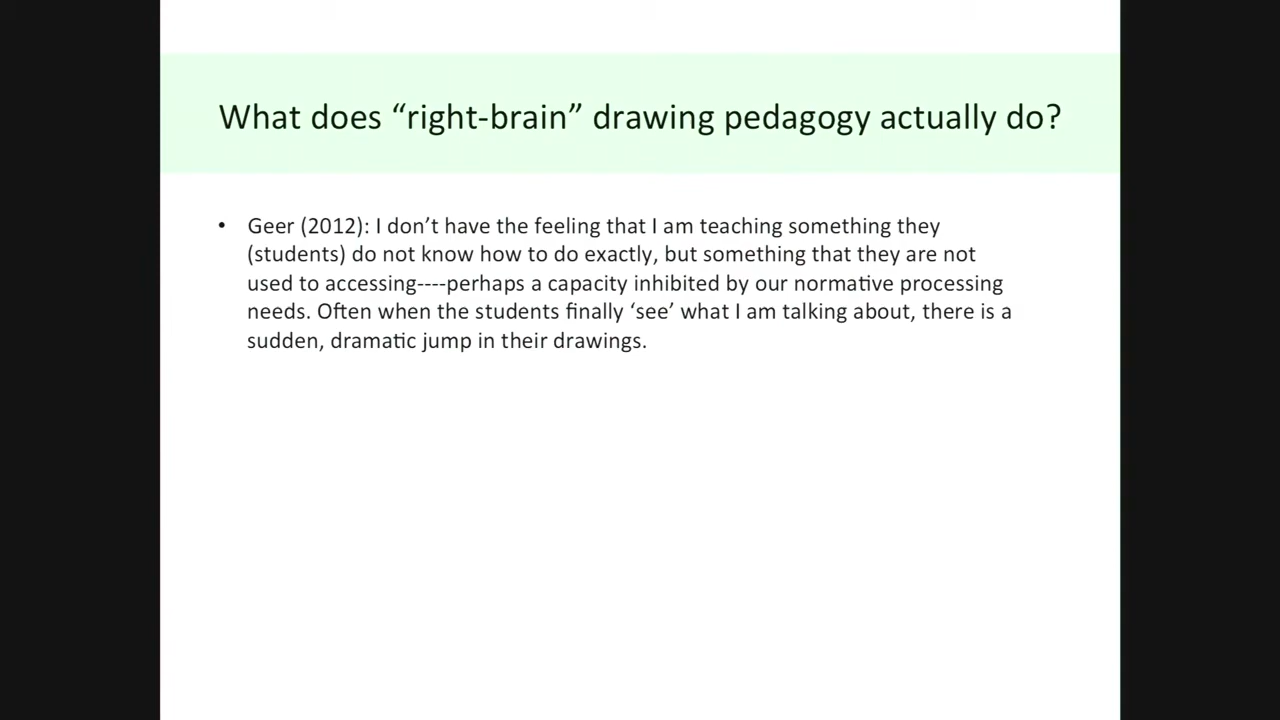 What does “right-brain” drawing pedagogy actually do?
• Geer (2012): I don’t have the feeling that I am teaching something they
(students) do not know how to do exactly, but something that they are not
used to accessing----perhaps a capacity inhibited by our normative processing
needs. Often when the students finally ‘see’ what I am talking about, there is a
sudden, dramatic jump in their drawings.